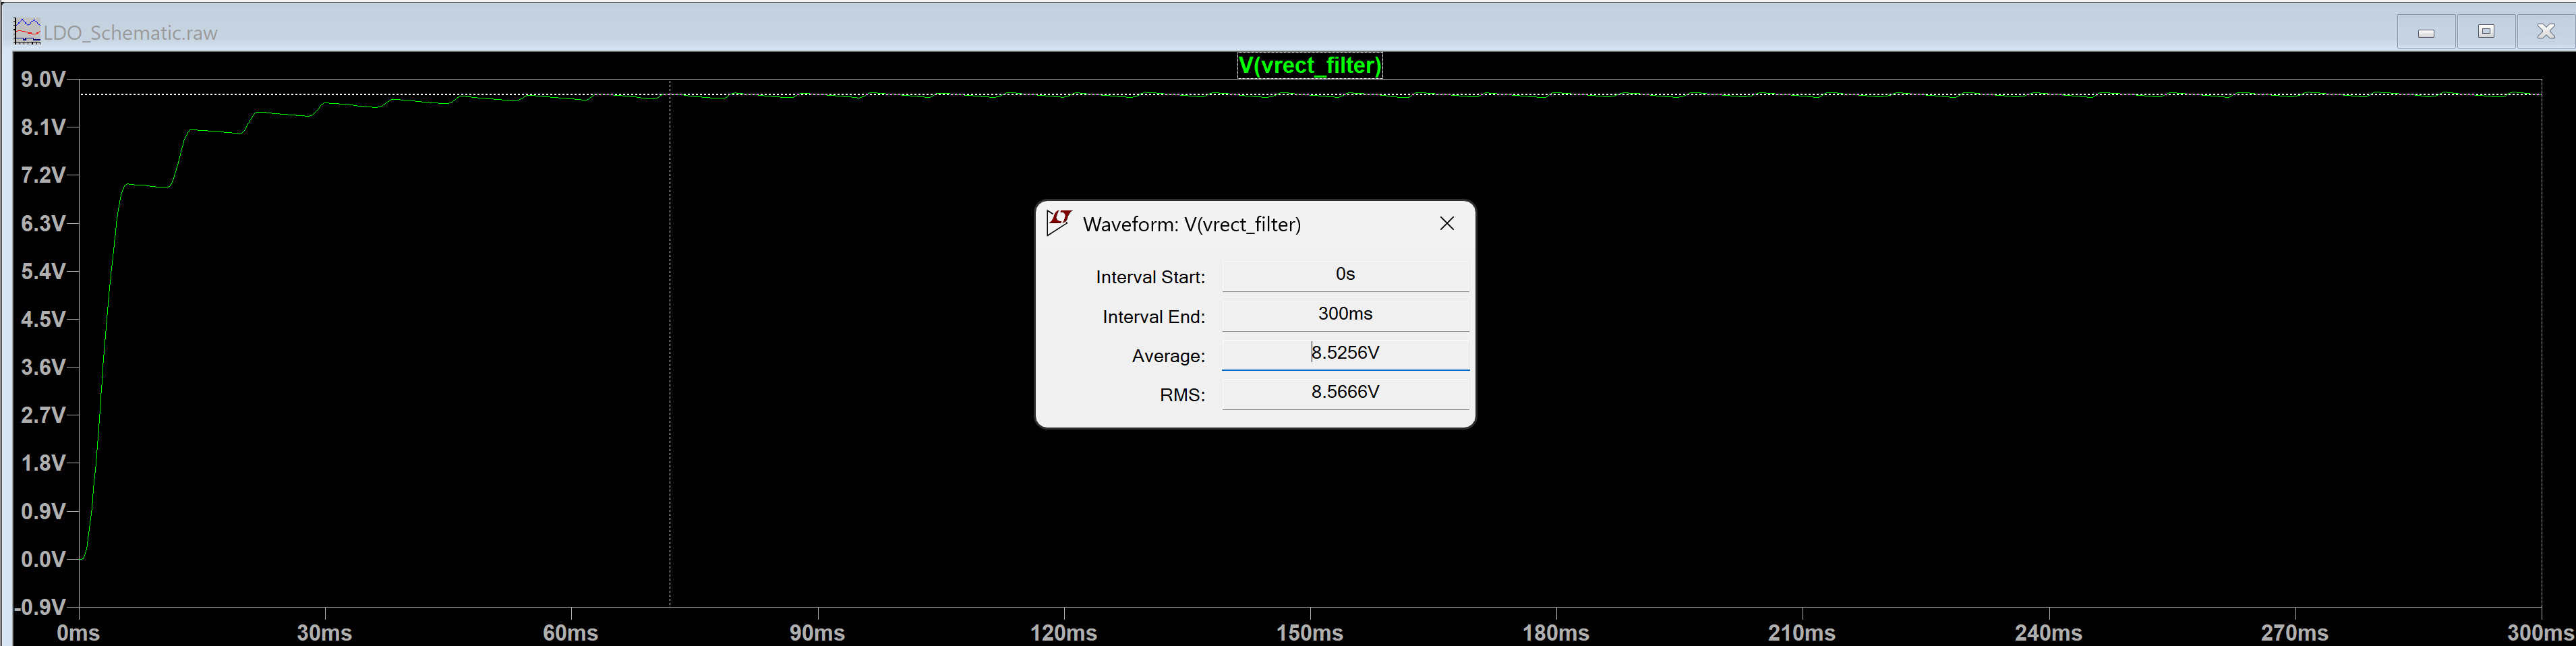 LDO_Schematic.raw
V(vrect_filter)
9.0V
8.1V
7.2V
6.3V
5.4V
4.5V
3.6V
2.7V
1.8V
0.9V
0.0V
-0.9V
Waveform: V(vrect_filter)
Interval Start: 0s
Interval End: 300ms
Average: 8.5256V
RMS: 8.5666V
0ms 30ms 60ms 90ms 120ms 150ms 180ms 210ms 240ms 270ms 300ms